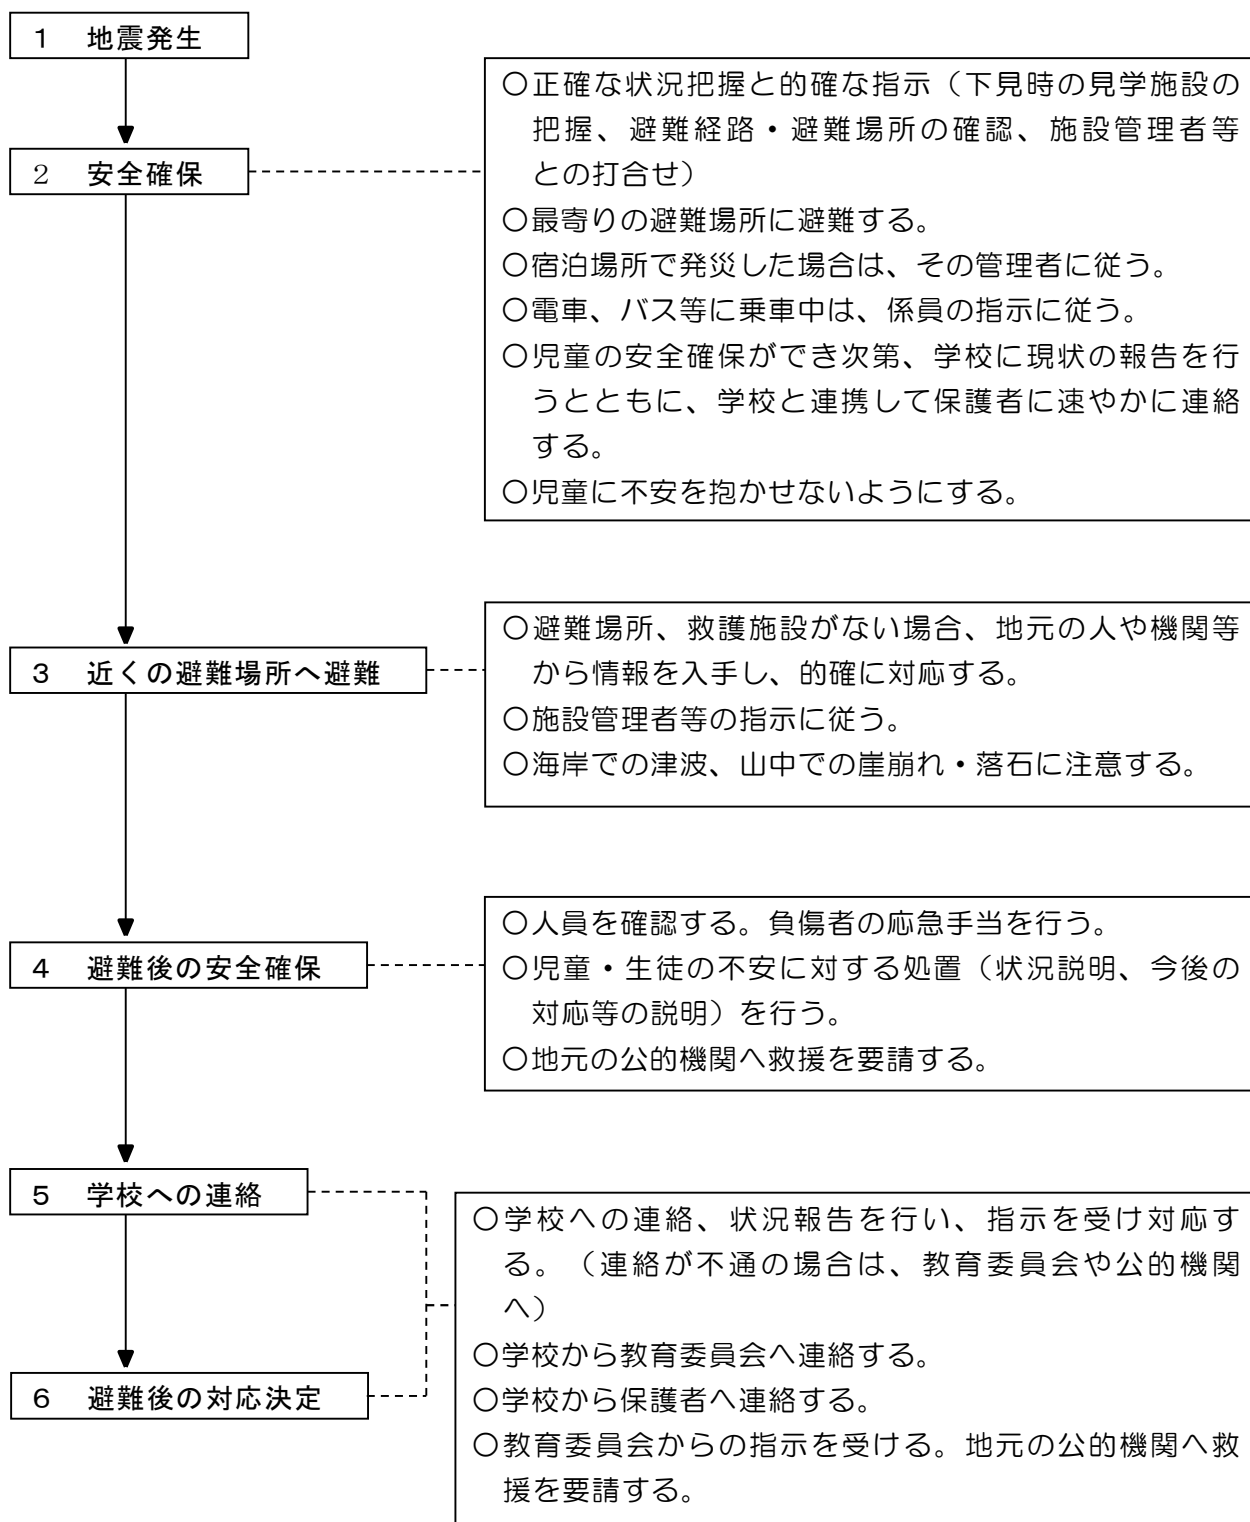 １　地震発生
２　安全確保
〇正確な状況把握と的確な指示（下見時の見学施設の
把握、避難経路・避難場所の確認、施設管理者等
との打合せ）
〇最寄りの避難場所に避難する。
〇宿泊場所で発災した場合は、その管理者に従う。
〇電車、バス等に乗車中は、係員の指示に従う。
〇児童の安全確保ができ次第、学校に現状の報告を行
うとともに、学校と連携して保護者に速やかに連絡
する。
〇児童に不安を抱かせないようにする。
３　近くの避難場所へ避難
〇避難場所、救護施設がない場合、地元の人や機関等
から情報を入手し、的確に対応する。
〇施設管理者等の指示に従う。
〇海岸での津波、山中での崖崩れ・落石に注意する。
４　避難後の安全確保
〇人員を確認する。負傷者の応急手当を行う。
〇児童・生徒の不安に対する処置（状況説明、今後の
対応等の説明）を行う。
〇地元の公的機関へ救援を要請する。
５　学校への連絡
６　避難後の対応決定
〇学校への連絡、状況報告を行い、指示を受け対応す
る。（連絡が不通の場合は、教育委員会や公的機関
へ）
〇学校から教育委員会へ連絡する。
〇学校から保護者へ連絡する。
〇教育委員会からの指示を受ける。地元の公的機関へ救
援を要請する。